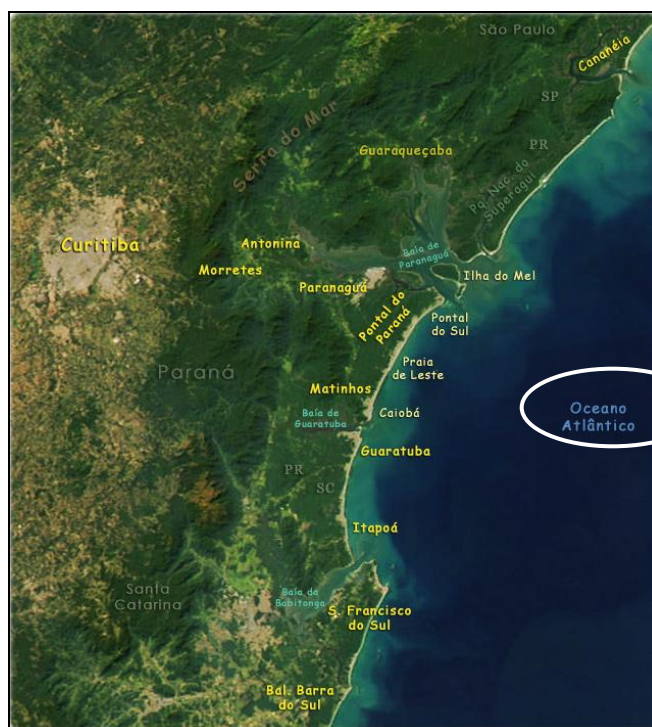 São Paulo
Cananéia
Serra do Mar
SP
PR
Guaraqueçaba
Pq. Nac. do
Superagui
Curitiba
Antonina
Baía de
Paranaguá
Morretes
Paranaguá
Ilha do Mel
Pontal do
Paraná
Pontal
do Sul
Praia
de Leste
Paraná
Matinhos
Oceano
Atlântico
Baía de
Guaratuba
Caiobá
Guaratuba
PR
SC
Itapoá
Santa
Catarina
Baía da
Babitonga
S. Francisco
do Sul
Bal. Barra
do Sul